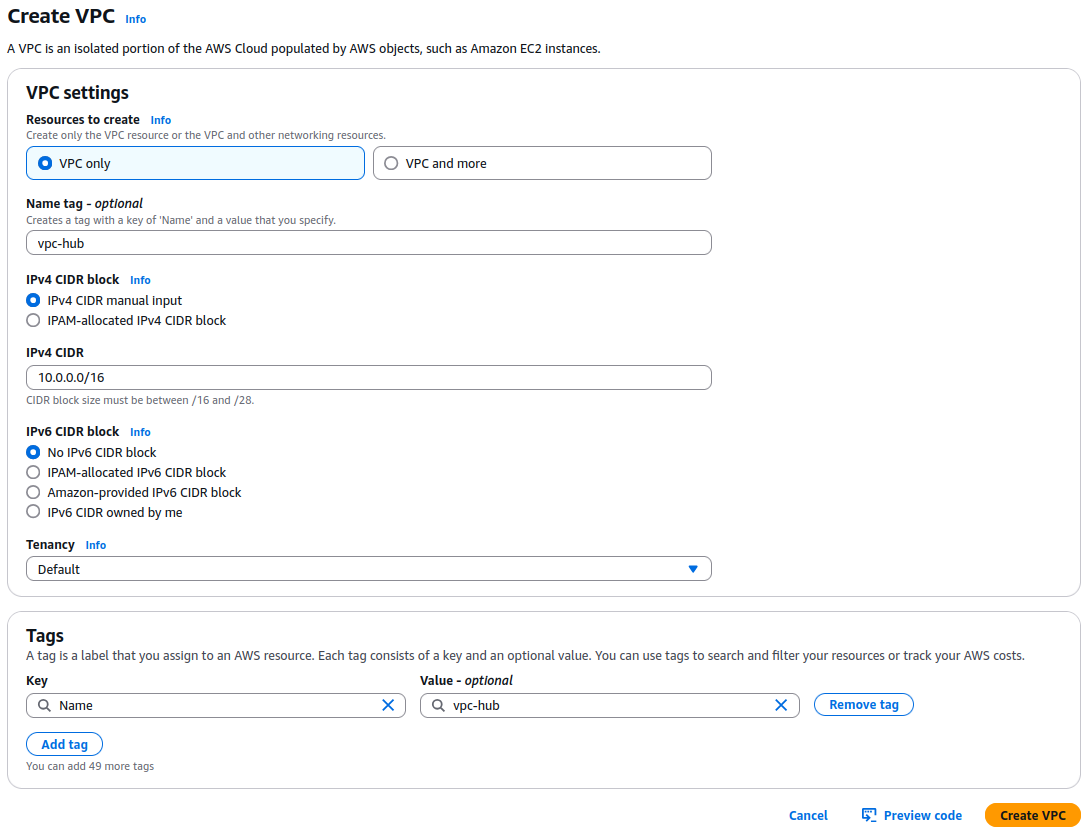 Create VPC Info
A VPC is an isolated portion of the AWS Cloud populated by AWS objects, such as Amazon EC2 instances.
VPC settings
Resources to create Info
Create only the VPC resource or the VPC and other networking resources.
VPC only VPC and more
Name tag - optional
Creates a tag with a key of 'Name' and a value that you specify.
vpc-hub
IPv4 CIDR block Info
IPv4 CIDR manual input
IPAM-allocated IPv4 CIDR block
IPv4 CIDR
10.0.0.0/16
CIDR block size must be between /16 and /28.
IPv6 CIDR block Info
No IPv6 CIDR block
IPAM-allocated IPv6 CIDR block
Amazon-provided IPv6 CIDR block
IPv6 CIDR owned by me
Tenancy Info
Default
Tags
A tag is a label that you assign to an AWS resource. Each tag consists of a key and an optional value. You can use tags to search and filter your resources or track your AWS costs.
Key Value - optional
Name vpc-hub Remove tag
Add tag
You can add 49 more tags
Cancel Preview code Create VPC